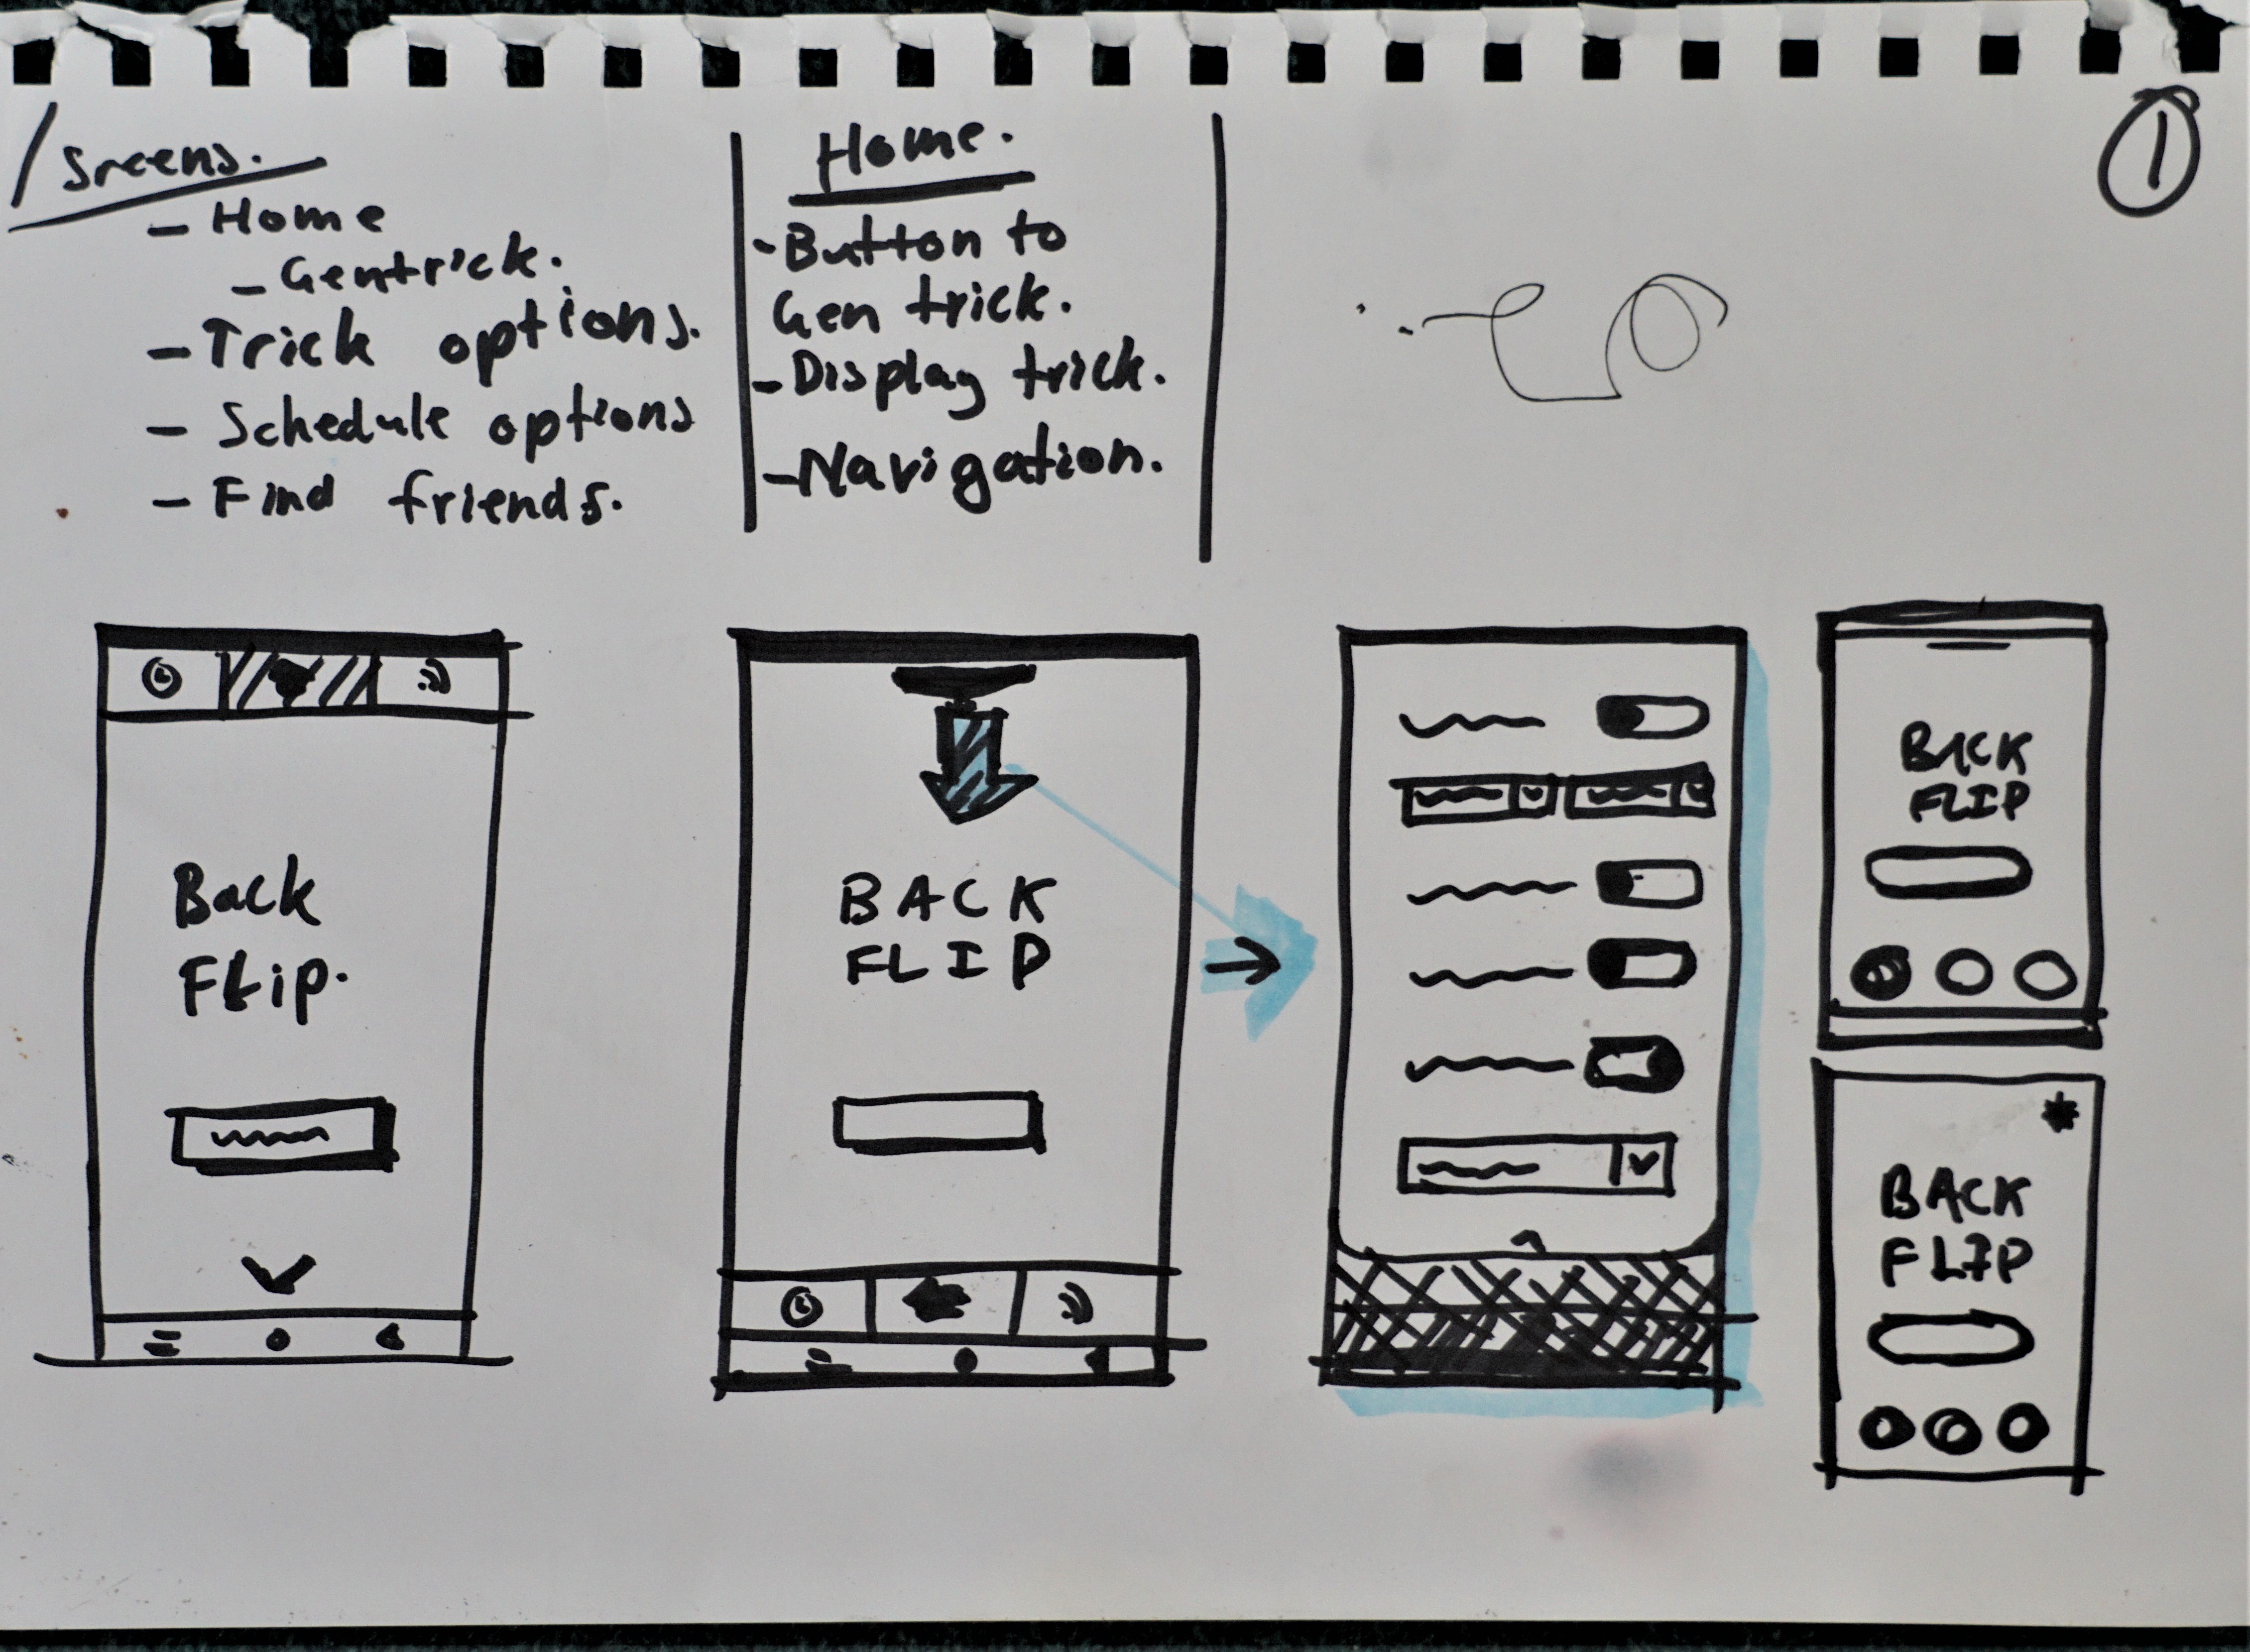 Sreens.
- Home
- Gentrick.
- Trick options.
- Schedule options
- Find friends.
Home.
- Button to
Gen trick.
- Display trick.
- Navigation.
1
Back
Flip.
BACK
FLIP
BACK
FLIP
BACK
FLIP